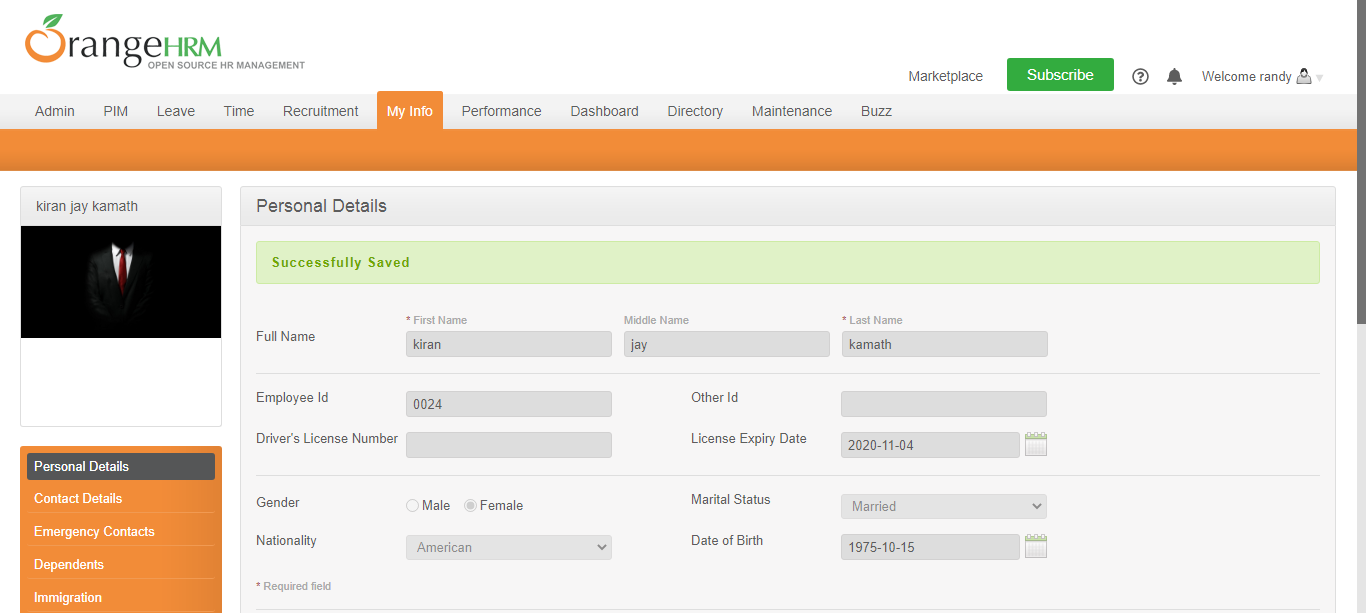 OrangeHRM
OPEN SOURCE HR MANAGEMENT
Marketplace Subscribe ? Welcome randy
Admin PIM Leave Time Recruitment My Info Performance Dashboard Directory Maintenance Buzz
kiran jay kamath
Personal Details
Contact Details
Emergency Contacts
Dependents
Immigration
Personal Details
Successfully Saved
* First Name Middle Name * Last Name
Full Name kiran jay kamath
Employee Id 0024 Other Id
Driver's License Number License Expiry Date 2020-11-04
Gender Male Female Marital Status Married
Nationality American Date of Birth 1975-10-15
* Required field